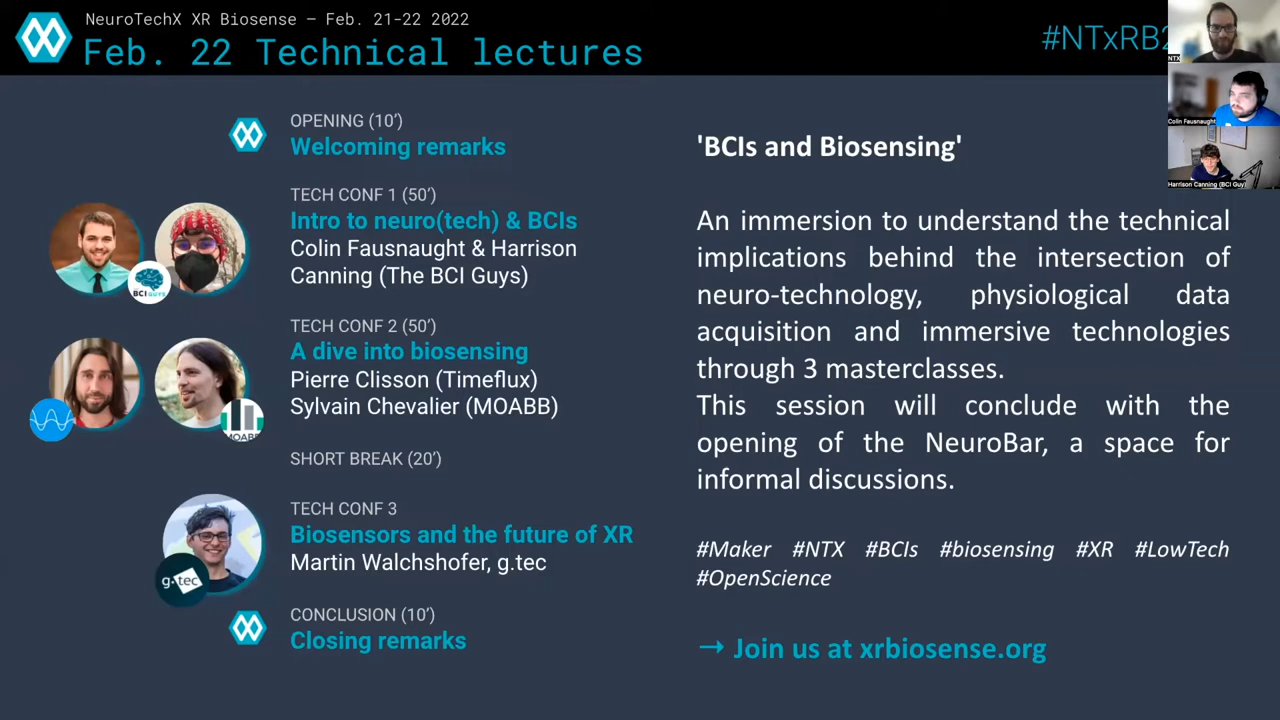 NeuroTechX XR Biosense – Feb. 21-22 2022
Feb. 22 Technical lectures
#NTxRB2
NTX
Colin Fausnaught
Harrison Canning (BCI Guy)
OPENING (10')
Welcoming remarks
TECH CONF 1 (50')
Intro to neuro(tech) & BCIs
Colin Fausnaught & Harrison
Canning (The BCI Guys)
BCI
GUYS
TECH CONF 2 (50')
A dive into biosensing
Pierre Clisson (Timeflux)
Sylvain Chevalier (MOABB)
MOABB
SHORT BREAK (20')
TECH CONF 3
Biosensors and the future of XR
Martin Walchshofer, g.tec
g.tec
CONCLUSION (10')
Closing remarks
'BCIs and Biosensing'
An immersion to understand the technical
implications behind the intersection of
neuro-technology, physiological data
acquisition and immersive technologies
through 3 masterclasses.
This session will conclude with the
opening of the NeuroBar, a space for
informal discussions.
#Maker #NTX #BCIs #biosensing #XR #LowTech
#OpenScience
→ Join us at xrbiosense.org